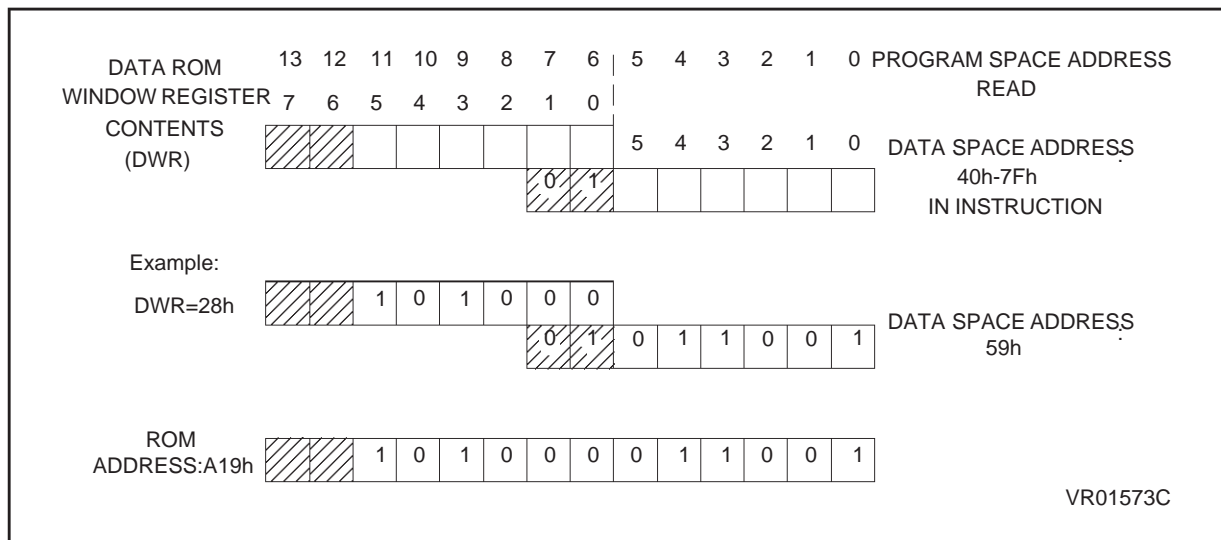 13 12 11 10 9 8 7 6 5 4 3 2 1 0 PROGRAM SPACE ADDRESS
DATA ROM
READ
WINDOW REGISTER 7 6 5 4 3 2 1 0
CONTENTS
5 4 3 2 1 0 DATA SPACE ADDRESS
:
(DWR)
0 1
40h-7Fh
IN INSTRUCTION
Example:
DWR=28h
1 0 1 0 0 0
0 1 0 1 1 0 0 1
DATA SPACE ADDRESS
:
59h
ROM
ADDRESS:A19h
1 0 1 0 0 0 0 1 1 0 0 1
VR01573C